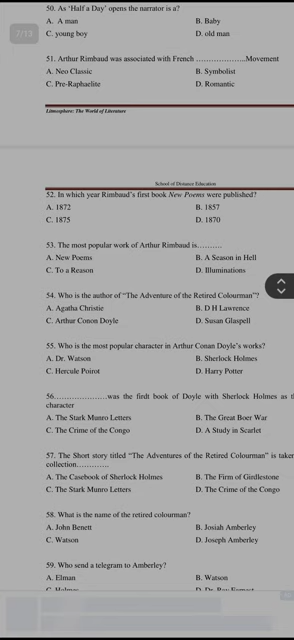 50. As 'Half a Day' opens the narrator is a?
A. A man B. Baby
7/13
C. young boy D. old man
51. Arthur Rimbaud was associated with French ………………..Movement
A. Neo Classic B. Symbolist
C. Pre-Raphaelite D. Romantic
Litmosphere: The World of Literature
School of Distance Education
52. In which year Rimbaud's first book New Poems were published?
A. 1872 B. 1857
C. 1875 D. 1870
53. The most popular work of Arthur Rimbaud is……….
A. New Poems B. A Season in Hell
C. To a Reason D. Illuminations
54. Who is the author of "The Adventure of the Retired Colourman"?
A. Agatha Christie B. D H Lawrence
C. Arthur Conon Doyle D. Susan Glaspell
55. Who is the most popular character in Arthur Conan Doyle's works?
A. Dr. Watson B. Sherlock Holmes
C. Hercule Poirot D. Harry Potter
56…………………was the firdt book of Doyle with Sherlock Holmes as
character
A. The Stark Munro Letters B. The Great Boer War
C. The Crime of the Congo D. A Study in Scarlet
57. The Short story titled "The Adventures of the Retired Colourman" is taken
collection………….
A. The Casebook of Sherlock Holmes B. The Firm of Girdlestone
C. The Stark Munro Letters D. The Crime of the Congo
58. What is the name of the retired colourman?
A. John Benett B. Josiah Amberley
C. Watson D. Joseph Amberley
59. Who send a telegram to Amberley?
A. Elman B. Watson
C. Holmes